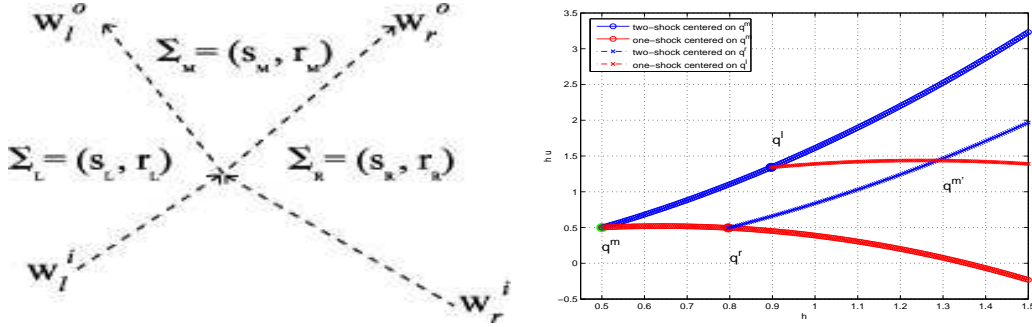 w_l^o
w_r^o
Σ_M = (s_M, r_M)
Σ_L = (s_L, r_L)
Σ_R = (s_R, r_R)
w_l^i
w_r^i
two-shock centered on q^m
one-shock centered on q^m
two-shock centered on q^l
one-shock centered on q^l
3.5
3
2.5
2
1.5
1
0.5
0
−0.5
h u
q^l
q^m'
q^m
q^r
0.5 0.6 0.7 0.8 0.9 1 1.1 1.2 1.3 1.4 1.5
h